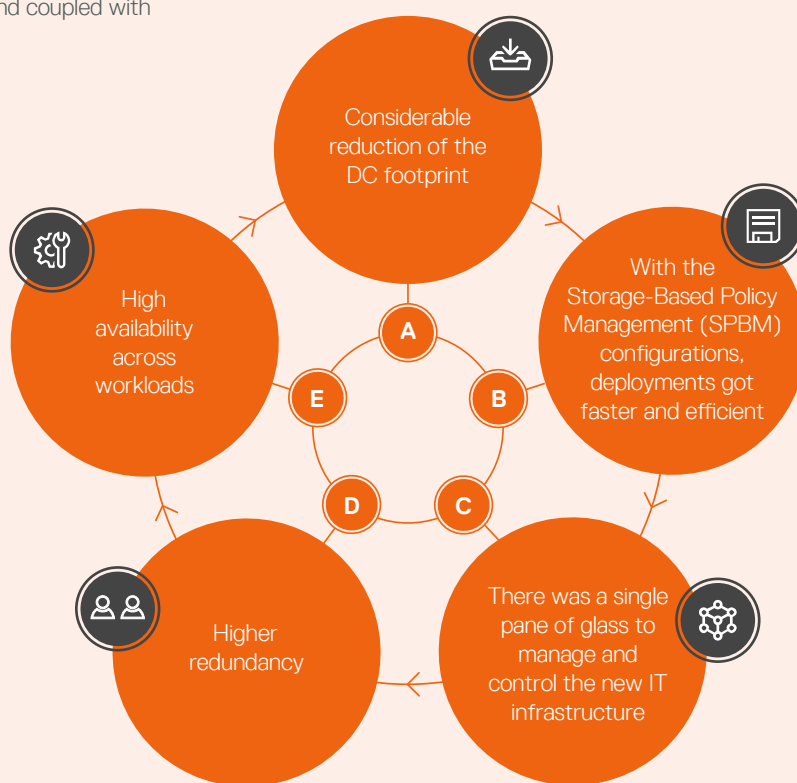 nd coupled with
Considerable
reduction of the
DC footprint
A
With the
Storage-Based Policy
Management (SPBM)
configurations,
deployments got
faster and efficient
B
There was a single
pane of glass to
manage and
control the new IT
infrastructure
C
Higher
redundancy
D
High
availability
across
workloads
E